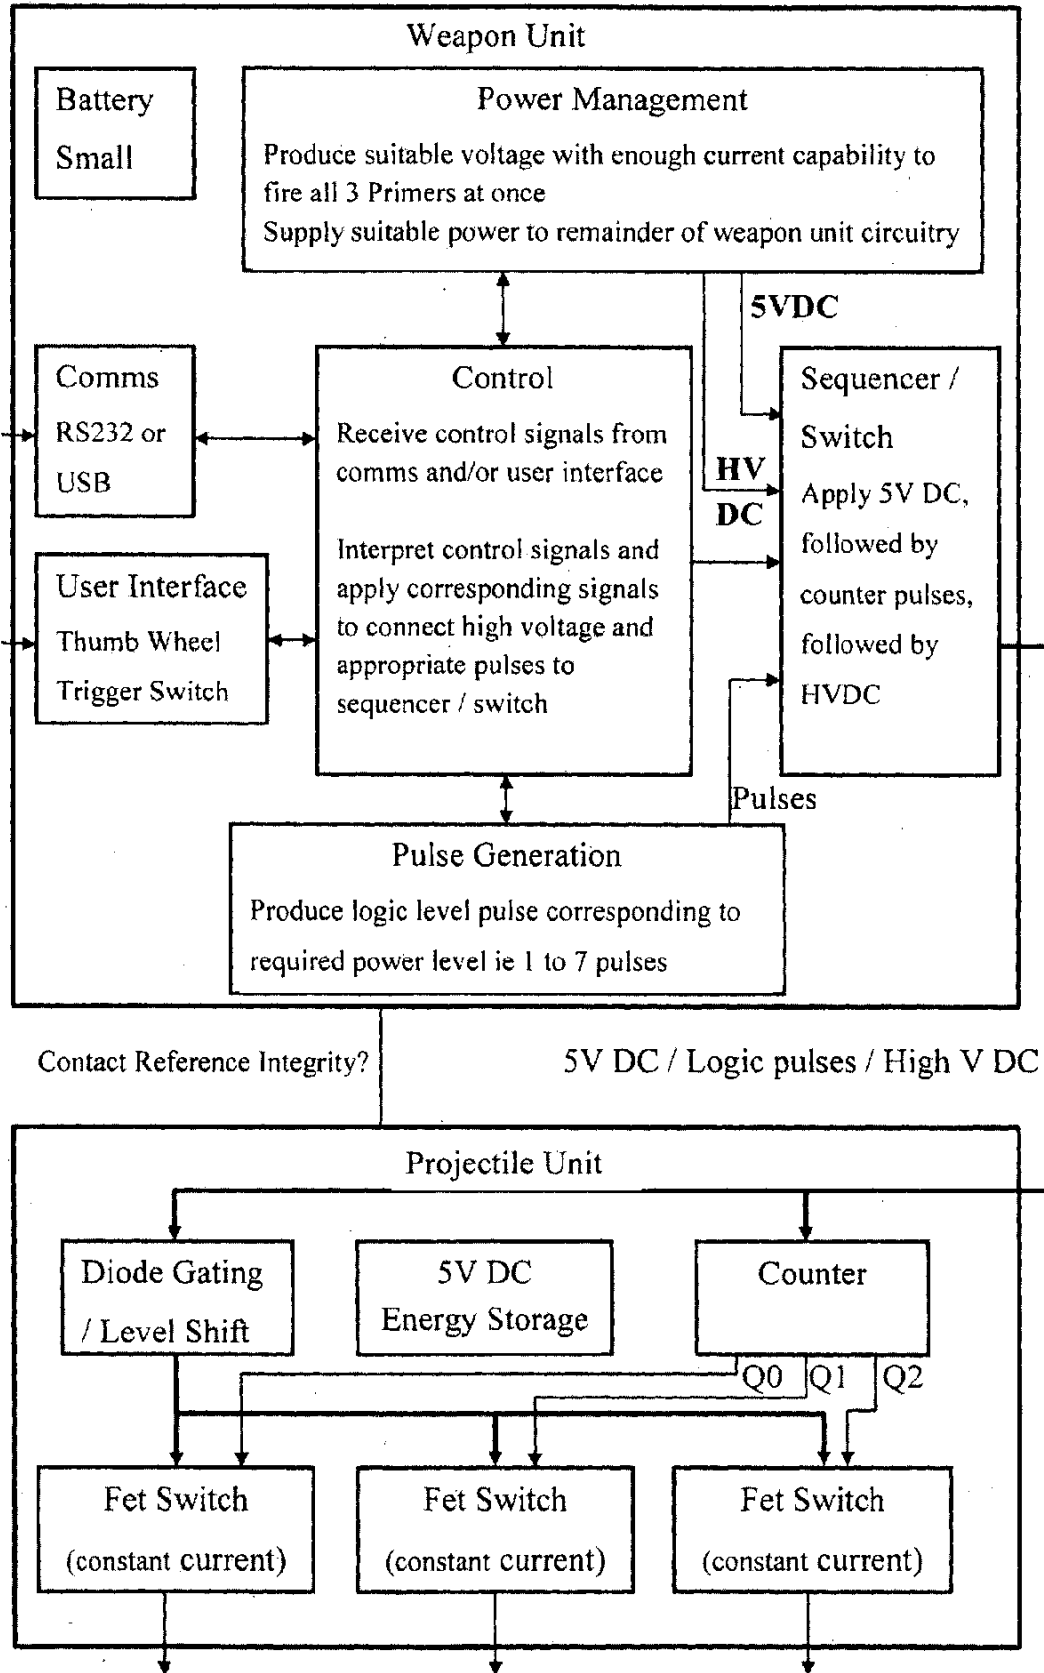 Weapon Unit
Battery
Small
Power Management
Produce suitable voltage with enough current capability to
fire all 3 Primers at once
Supply suitable power to remainder of weapon unit circuitry
5VDC
HV
DC
Comms
RS232 or
USB
User Interface
Thumb Wheel
Trigger Switch
Control
Receive control signals from
comms and/or user interface
Interpret control signals and
apply corresponding signals
to connect high voltage and
appropriate pulses to
sequencer / switch
Sequencer /
Switch
Apply 5V DC,
followed by
counter pulses,
followed by
HVDC
Pulses
Pulse Generation
Produce logic level pulse corresponding to
required power level ie 1 to 7 pulses
Contact Reference Integrity?
5V DC / Logic pulses / High V DC
Projectile Unit
Diode Gating
/ Level Shift
5V DC
Energy Storage
Counter
Q0
Q1
Q2
Fet Switch
(constant current)
Fet Switch
(constant current)
Fet Switch
(constant current)